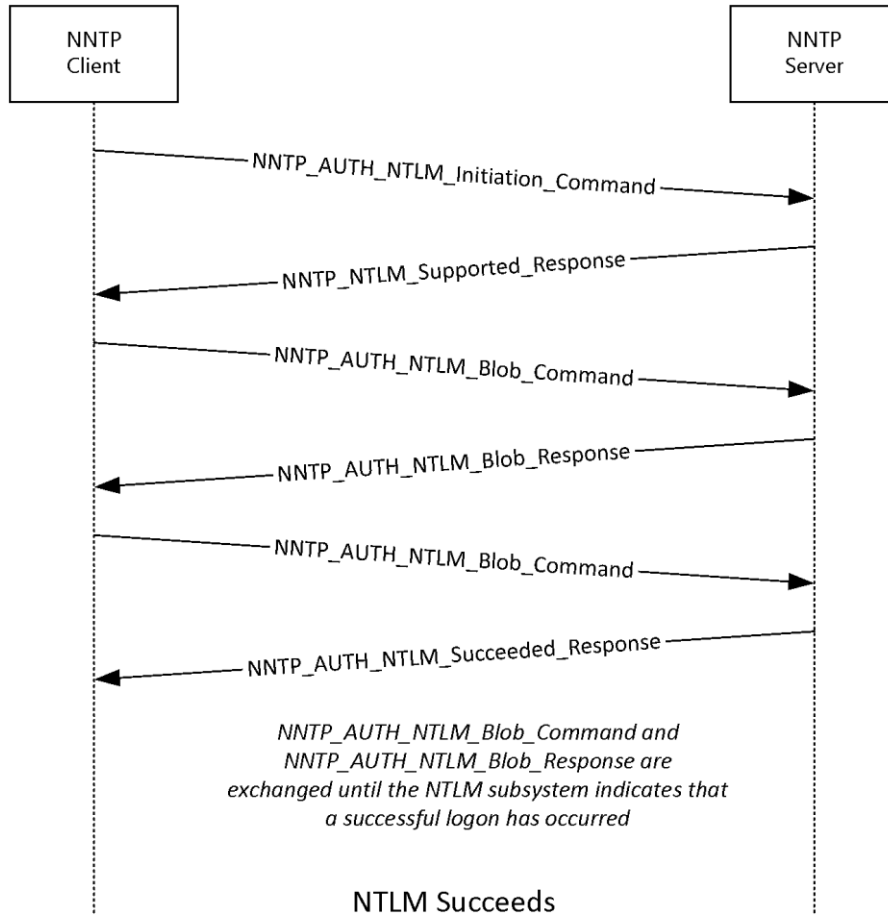 NNTP
Client
NNTP
Server
NNTP_AUTH_NTLM_Initiation_Command
NNTP_NTLM_Supported_Response
NNTP_AUTH_NTLM_Blob_Command
NNTP_AUTH_NTLM_Blob_Response
NNTP_AUTH_NTLM_Blob_Command
NNTP_AUTH_NTLM_Succeeded_Response
NNTP_AUTH_NTLM_Blob_Command and
NNTP_AUTH_NTLM_Blob_Response are
exchanged until the NTLM subsystem indicates that
a successful logon has occurred
NTLM Succeeds